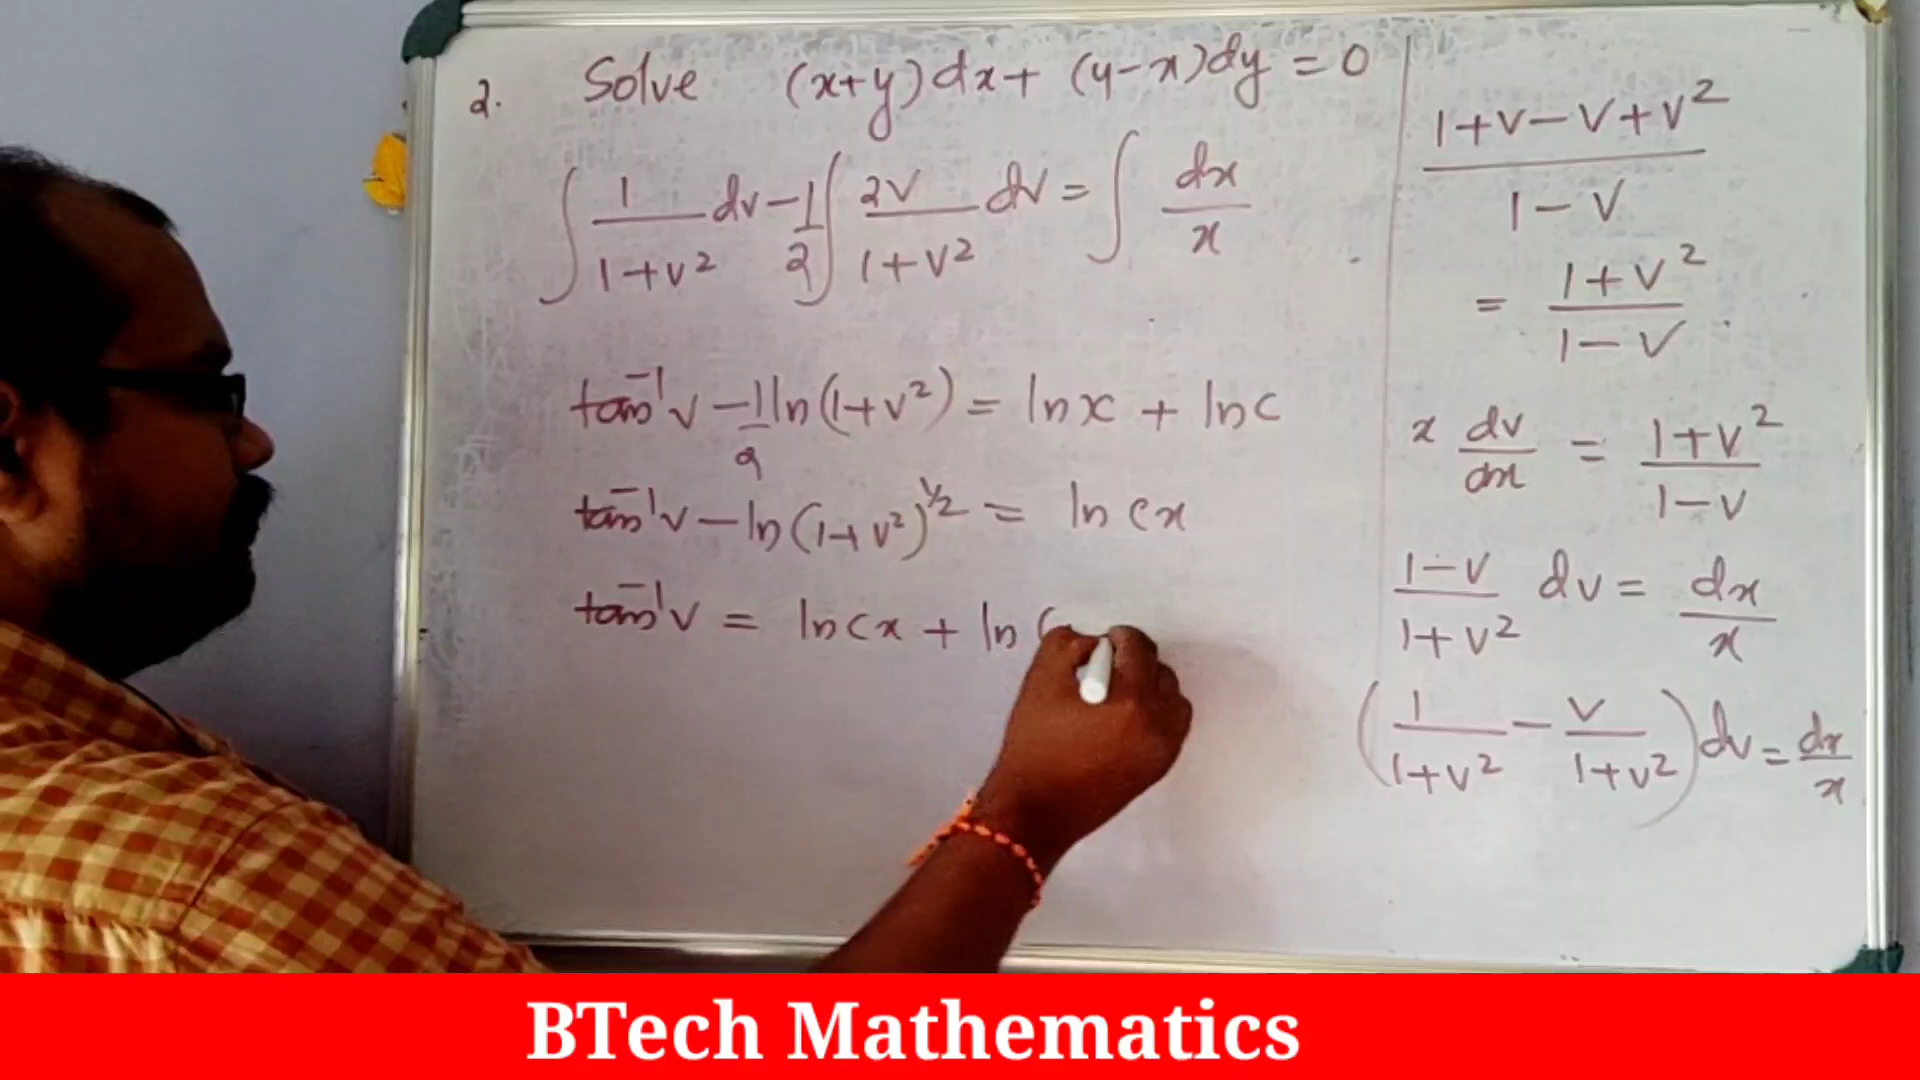 2. Solve (x+y)dx + (y-x)dy = 0
∫ 1/(1+v²) dv - 1/2 ∫ 2v/(1+v²) dv = ∫ dx/x
tan⁻¹v - 1/2 ln(1+v²) = ln x + ln c
tan⁻¹v - ln(1+v²)^½ = ln cx
tan⁻¹v = ln cx + ln (
(1+v-v+v²)/(1-v)
= (1+v²)/(1-v)
x dv/dx = (1+v²)/(1-v)
(1-v)/(1+v²) dv = dx/x
(1/(1+v²) - v/(1+v²)) dv = dx/x
BTech Mathematics